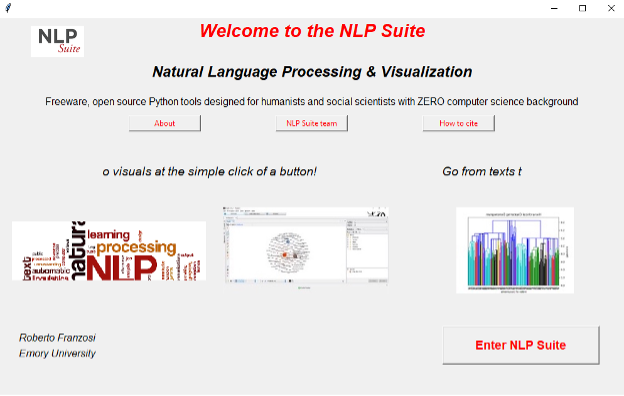 NLP
Suite
Welcome to the NLP Suite
Natural Language Processing & Visualization
Freeware, open source Python tools designed for humanists and social scientists with ZERO computer science background
About
NLP Suite team
How to cite
o visuals at the simple click of a button!
Go from texts t
natural
learning
processing
text
NLP
automatic
Roberto Franzosi
Emory University
Enter NLP Suite